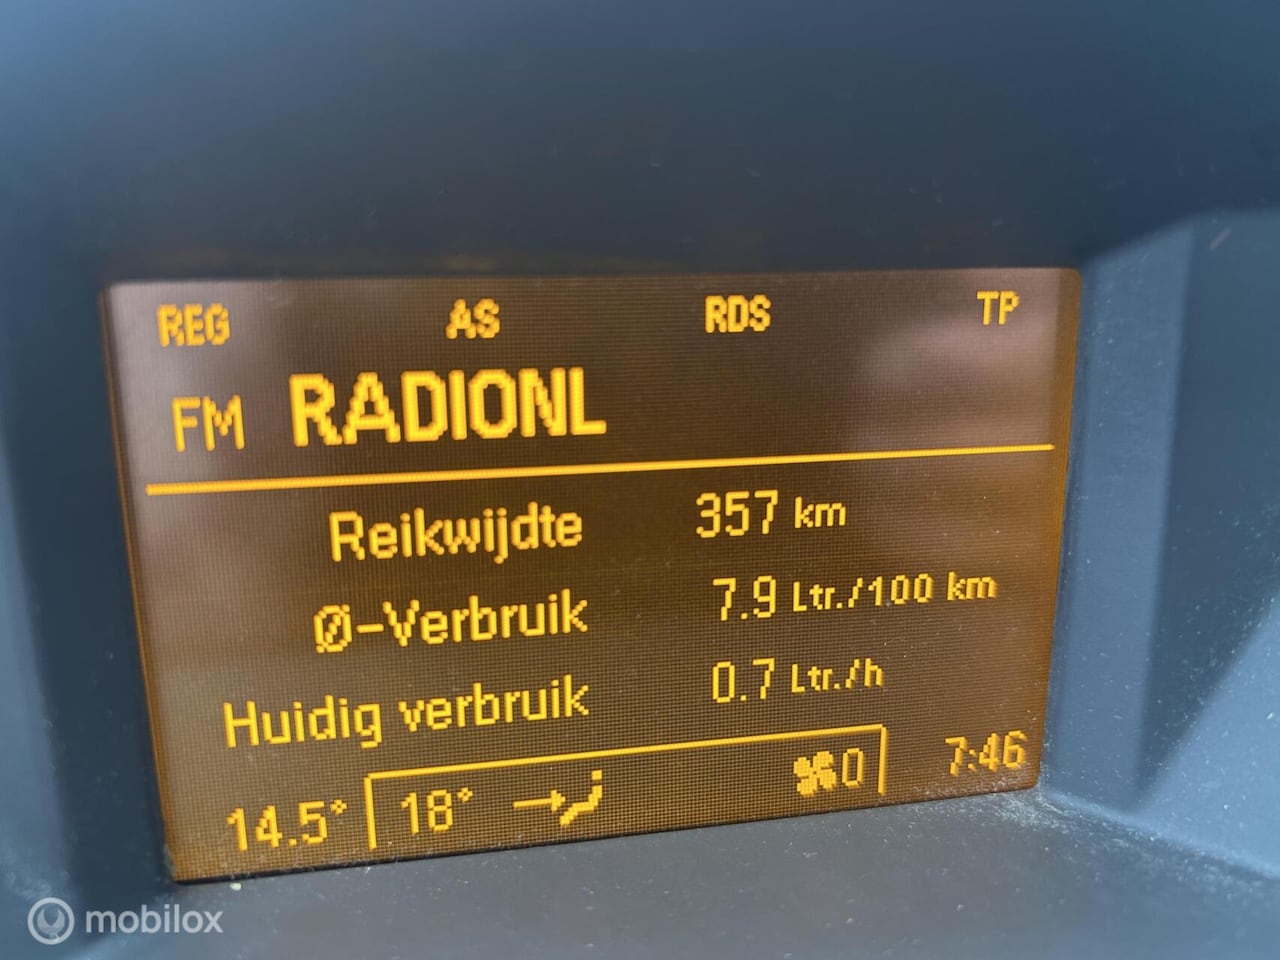 REG AS RDS TP
FM RADIONL
Reikwijdte 357 km
Ø-Verbruik 7.9 Ltr./100 km
Huidig verbruik 0.7 Ltr./h
14.5° 18° 0 7:46
mobilox